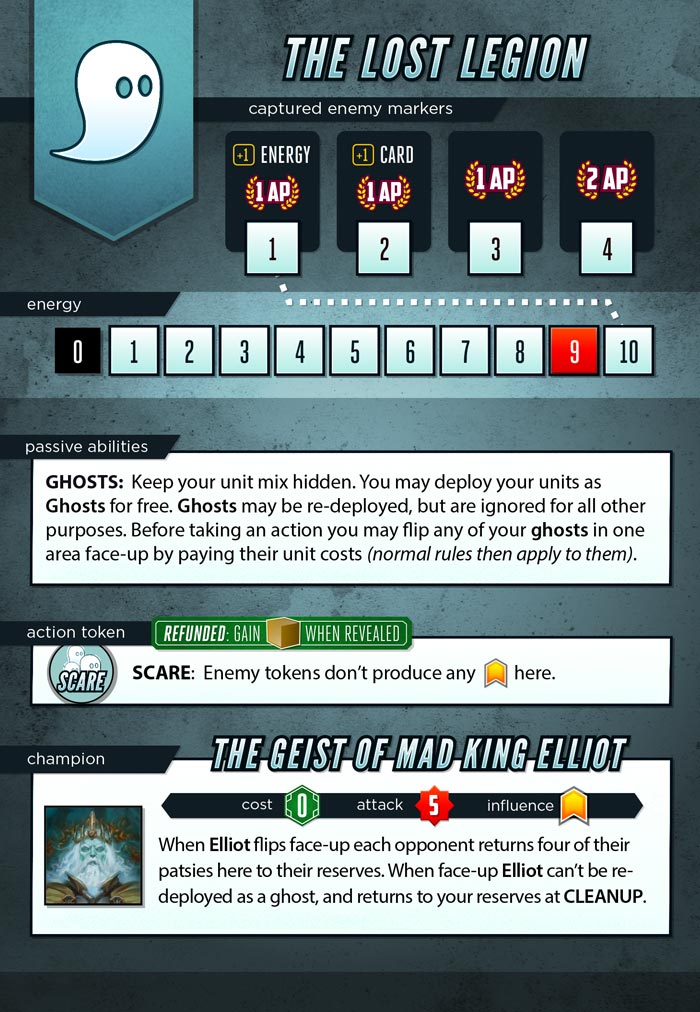 THE LOST LEGION
captured enemy markers
+1 ENERGY
1 AP
1
+1 CARD
1 AP
2
1 AP
3
2 AP
4
energy
0 1 2 3 4 5 6 7 8 9 10
passive abilities
GHOSTS: Keep your unit mix hidden. You may deploy your units as
Ghosts for free. Ghosts may be re-deployed, but are ignored for all other
purposes. Before taking an action you may flip any of your ghosts in one
area face-up by paying their unit costs (normal rules then apply to them).
action token
REFUNDED: GAIN WHEN REVEALED
SCARE
SCARE: Enemy tokens don't produce any here.
champion
THE GEIST OF MAD KING ELLIOT
cost 0 attack 5 influence
When Elliot flips face-up each opponent returns four of their
patsies here to their reserves. When face-up Elliot can't be re-
deployed as a ghost, and returns to your reserves at CLEANUP.